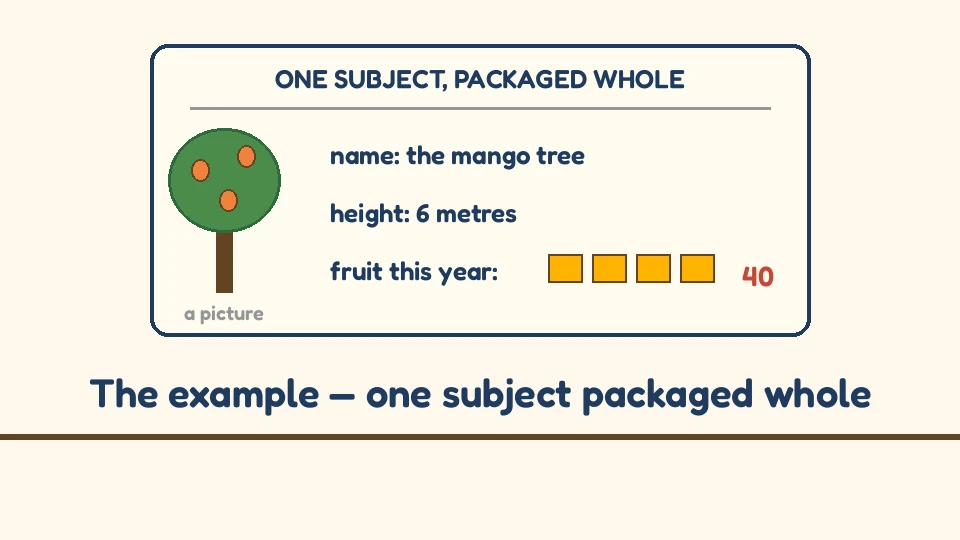 ONE SUBJECT, PACKAGED WHOLE
name: the mango tree
height: 6 metres
fruit this year: 40
a picture
The example — one subject packaged whole